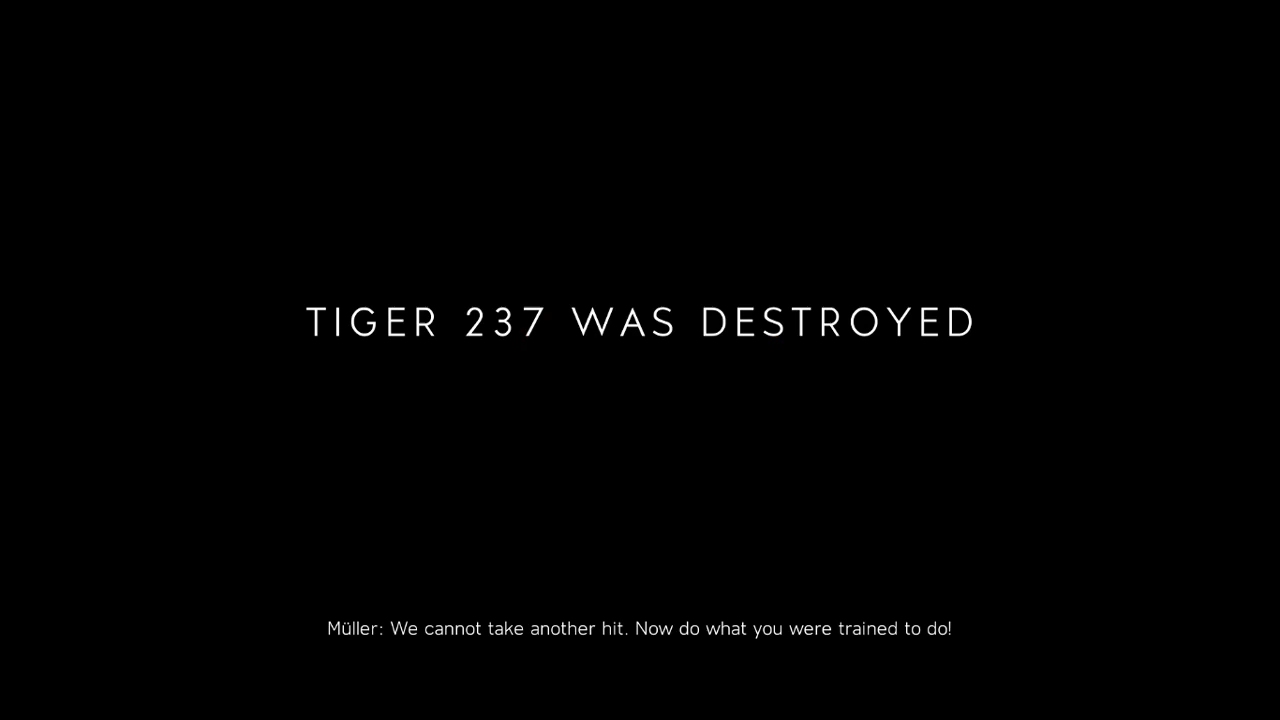 TIGER 237 WAS DESTROYED
Müller: We cannot take another hit. Now do what you were trained to do!